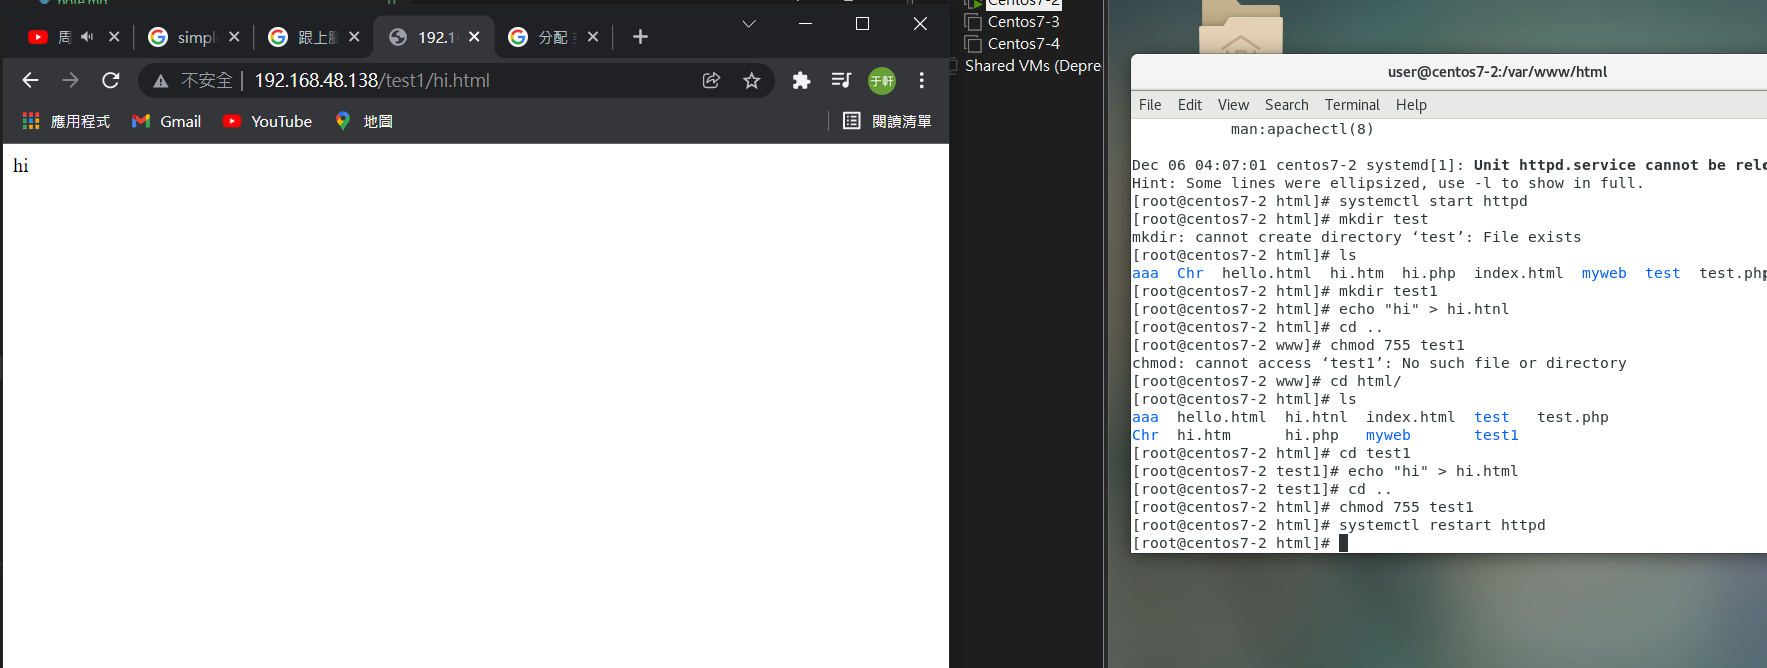 周
simpl
跟上
192.1
分配
不安全 | 192.168.48.138/test1/hi.html
于軒
應用程式 Gmail YouTube 地圖 閱讀清單
hi
Centos7-2
Centos7-3
Centos7-4
Shared VMs (Depre
user@centos7-2:/var/www/html
File Edit View Search Terminal Help
man:apachectl(8)
Dec 06 04:07:01 centos7-2 systemd[1]: Unit httpd.service cannot be relo
Hint: Some lines were ellipsized, use -l to show in full.
[root@centos7-2 html]# systemctl start httpd
[root@centos7-2 html]# mkdir test
mkdir: cannot create directory ‘test’: File exists
[root@centos7-2 html]# ls
aaa Chr hello.html hi.htm hi.php index.html myweb test test.php
[root@centos7-2 html]# mkdir test1
[root@centos7-2 html]# echo "hi" > hi.htnl
[root@centos7-2 html]# cd ..
[root@centos7-2 www]# chmod 755 test1
chmod: cannot access ‘test1’: No such file or directory
[root@centos7-2 www]# cd html/
[root@centos7-2 html]# ls
aaa hello.html hi.htnl index.html test test.php
Chr hi.htm hi.php myweb test1
[root@centos7-2 html]# cd test1
[root@centos7-2 test1]# echo "hi" > hi.html
[root@centos7-2 test1]# cd ..
[root@centos7-2 html]# chmod 755 test1
[root@centos7-2 html]# systemctl restart httpd
[root@centos7-2 html]#